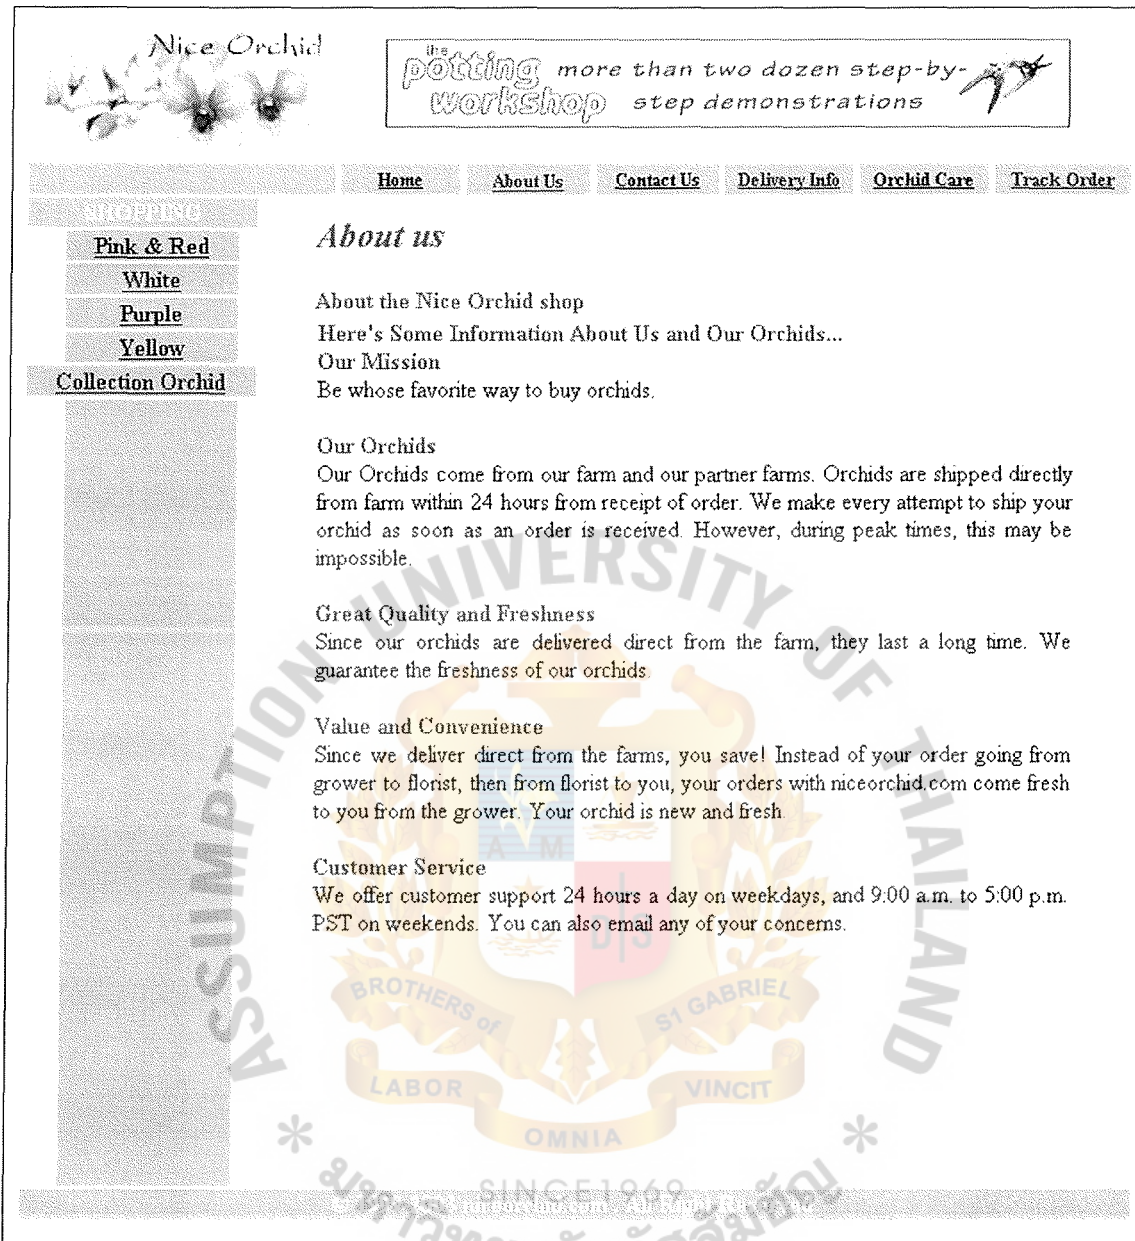 Nice Orchid
the potting workshop more than two dozen step-by-step demonstrations
Home About Us Contact Us Delivery Info Orchid Care Track Order
SHOPPING
Pink & Red
White
Purple
Yellow
Collection Orchid
About us
About the Nice Orchid shop
Here's Some Information About Us and Our Orchids...
Our Mission
Be whose favorite way to buy orchids.
Our Orchids
Our Orchids come from our farm and our partner farms. Orchids are shipped directly
from farm within 24 hours from receipt of order. We make every attempt to ship your
orchid as soon as an order is received. However, during peak times, this may be
impossible.
Great Quality and Freshness
Since our orchids are delivered direct from the farm, they last a long time. We
guarantee the freshness of our orchids.
Value and Convenience
Since we deliver direct from the farms, you save! Instead of your order going from
grower to florist, then from florist to you, your orders with niceorchid.com come fresh
to you from the grower. Your orchid is new and fresh.
Customer Service
We offer customer support 24 hours a day on weekdays, and 9:00 a.m. to 5:00 p.m.
PST on weekends. You can also email any of your concerns.
ASSUMPTION UNIVERSITY OF THAILAND
A M
D S
BROTHERS of ST GABRIEL
LABOR VINCIT
OMNIA
SINCE 1969